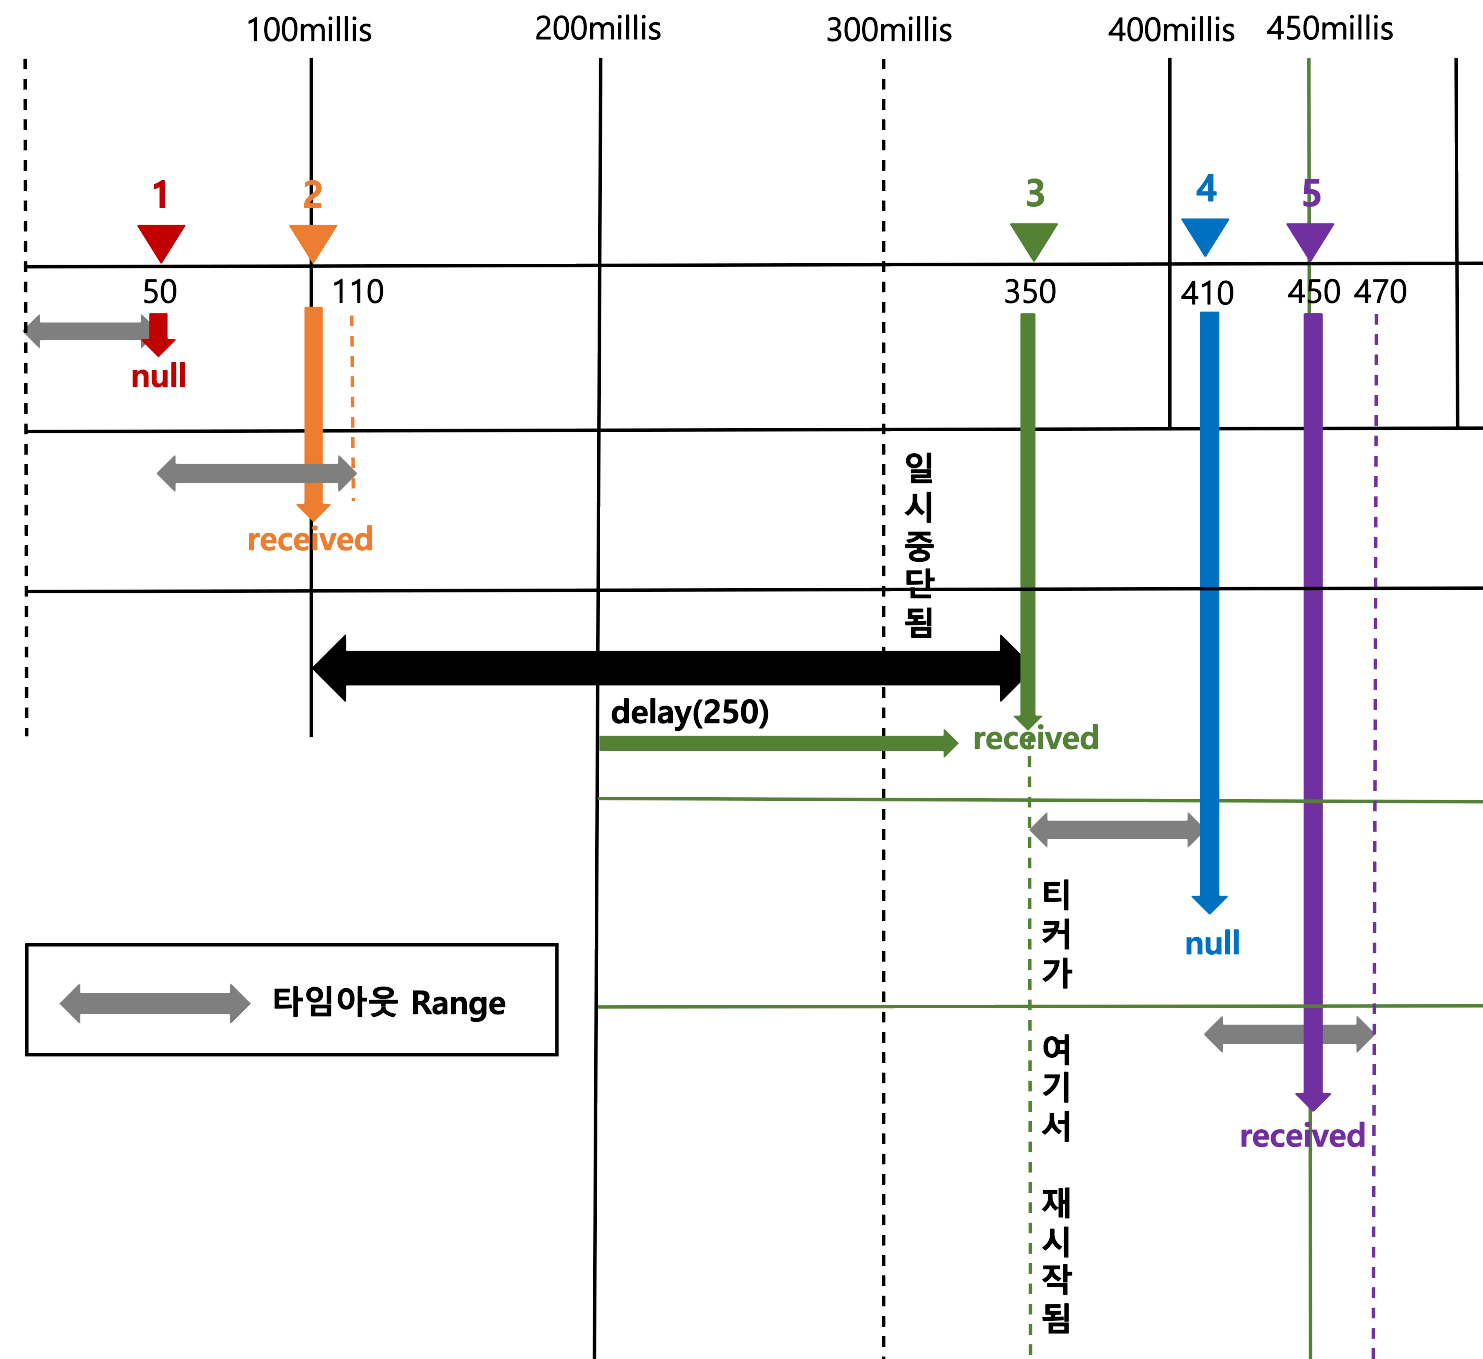 100millis
200millis
300millis
400millis
450millis
1
2
3
4
5
50
110
350
410
450
470
null
received
일시중단됨
delay(250)
received
티커가 여기서 재시작됨
null
타임아웃 Range
received